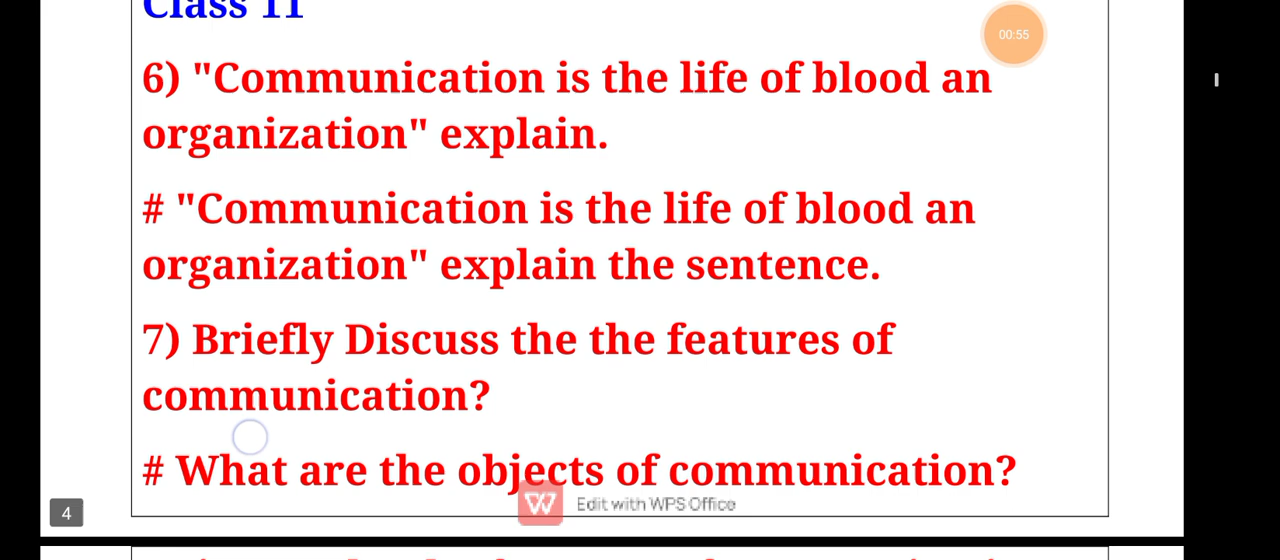 Class 11
00:55
6) "Communication is the life of blood an
organization" explain.
# "Communication is the life of blood an
organization" explain the sentence.
7) Briefly Discuss the the features of
communication?
# What are the objects of communication?
Edit with WPS Office
4